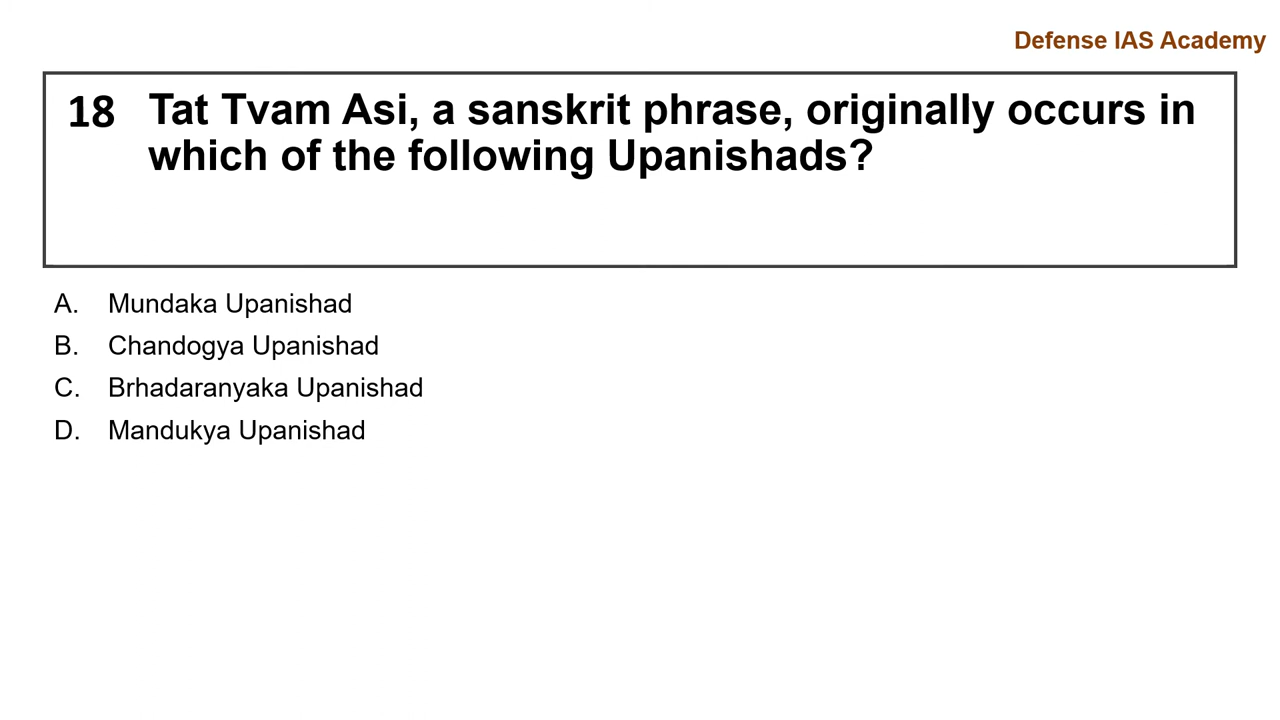 Defense IAS Academy
18 Tat Tvam Asi, a sanskrit phrase, originally occurs in
which of the following Upanishads?
A. Mundaka Upanishad
B. Chandogya Upanishad
C. Brhadaranyaka Upanishad
D. Mandukya Upanishad